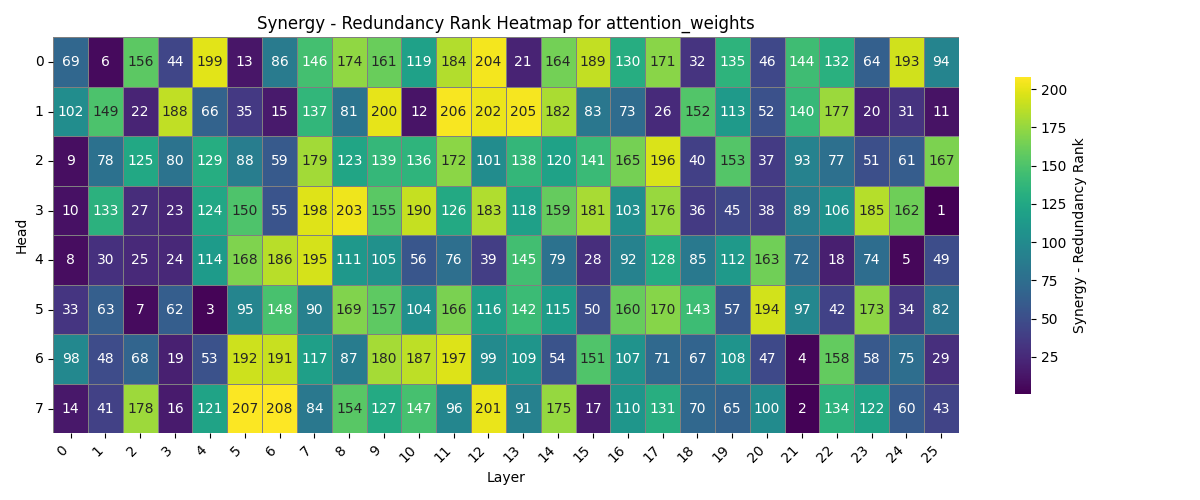 Synergy - Redundancy Rank Heatmap for attention_weights
0 69 6 156 44 199 13 86 146 174 161 119 184 204 21 164 189 130 171 32 135 46 144 132 64 193 94
1 102 149 22 188 66 35 15 137 81 200 12 206 202 205 182 83 73 26 152 113 52 140 177 20 31 11
2 9 78 125 80 129 88 59 179 123 139 136 172 101 138 120 141 165 196 40 153 37 93 77 51 61 167
3 10 133 27 23 124 150 55 198 203 155 190 126 183 118 159 181 103 176 36 45 38 89 106 185 162 1
4 8 30 25 24 114 168 186 195 111 105 56 76 39 145 79 28 92 128 85 112 163 72 18 74 5 49
5 33 63 7 62 3 95 148 90 169 157 104 166 116 142 115 50 160 170 143 57 194 97 42 173 34 82
6 98 48 68 19 53 192 191 117 87 180 187 197 99 109 54 151 107 71 67 108 47 4 158 58 75 29
7 14 41 178 16 121 207 208 84 154 127 147 96 201 91 175 17 110 131 70 65 100 2 134 122 60 43
0 1 2 3 4 5 6 7 8 9 10 11 12 13 14 15 16 17 18 19 20 21 22 23 24 25
Layer
Head
200
175
150
125
100
75
50
25
Synergy - Redundancy Rank